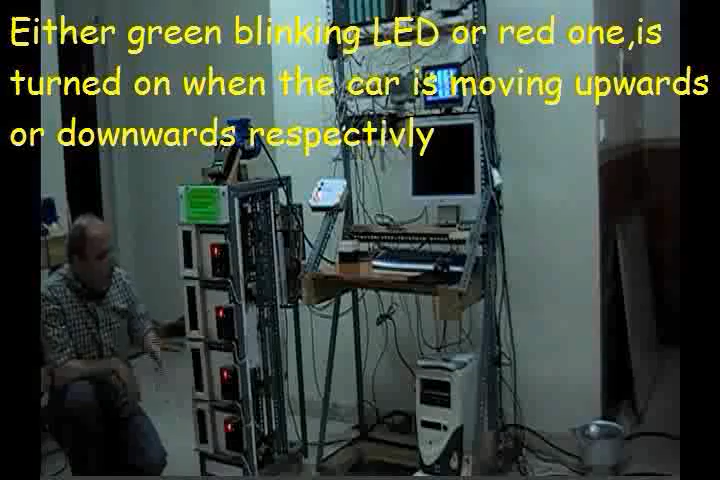 Either green blinking LED or red one,is
turned on when the car is moving upwards
or downwards respectivly